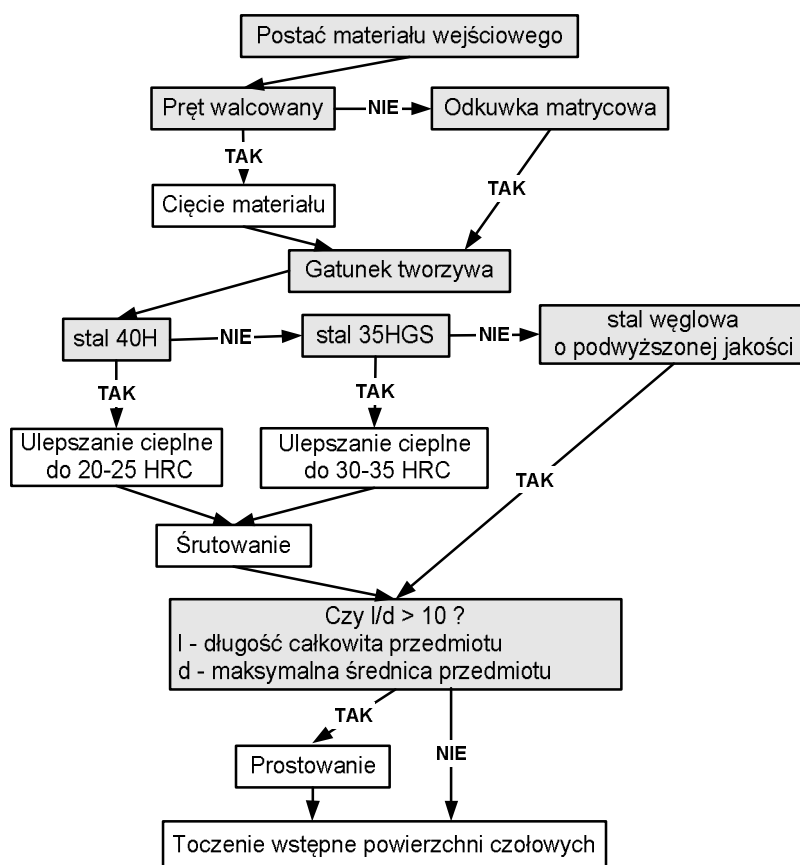 Postać materiału wejściowego
Pręt walcowany
NIE
Odkuwka matrycowa
TAK
TAK
Cięcie materiału
Gatunek tworzywa
stal 40H
NIE
stal 35HGS
NIE
stal węglowa
o podwyższonej jakości
TAK
TAK
Ulepszanie cieplne
do 20-25 HRC
Ulepszanie cieplne
do 30-35 HRC
TAK
Śrutowanie
Czy l/d > 10 ?
l - długość całkowita przedmiotu
d - maksymalna średnica przedmiotu
TAK
NIE
Prostowanie
Toczenie wstępne powierzchni czołowych